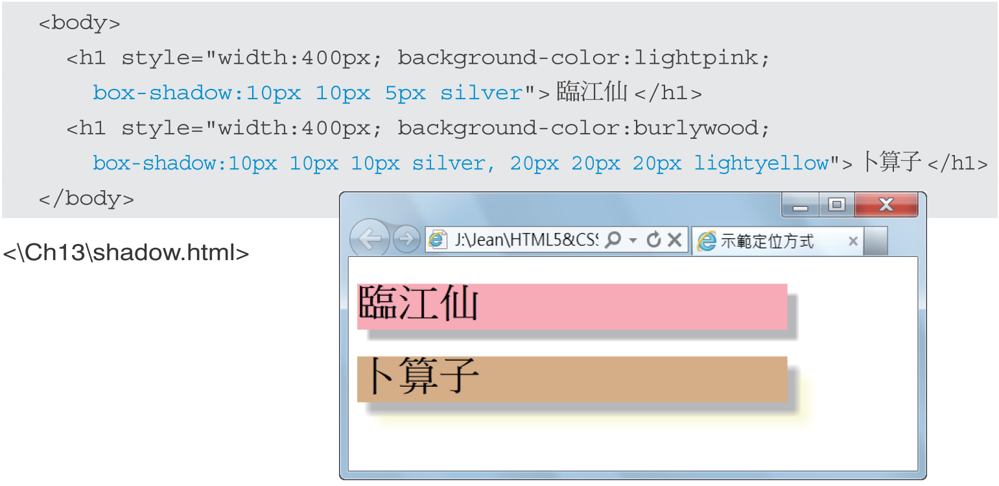 <body>
<h1 style="width:400px; background-color:lightpink;
box-shadow:10px 10px 5px silver">臨江仙</h1>
<h1 style="width:400px; background-color:burlywood;
box-shadow:10px 10px 10px silver, 20px 20px 20px lightyellow">卜算子</h1>
</body>
<\Ch13\shadow.html>
J:\Jean\HTML5&CSS
示範定位方式
臨江仙
卜算子